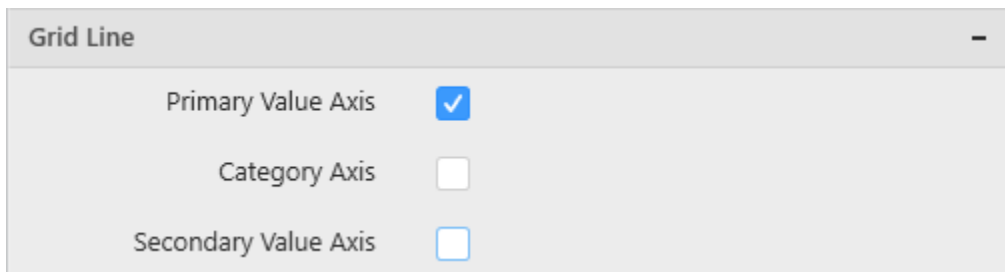 Grid Line
Primary Value Axis
Category Axis
Secondary Value Axis